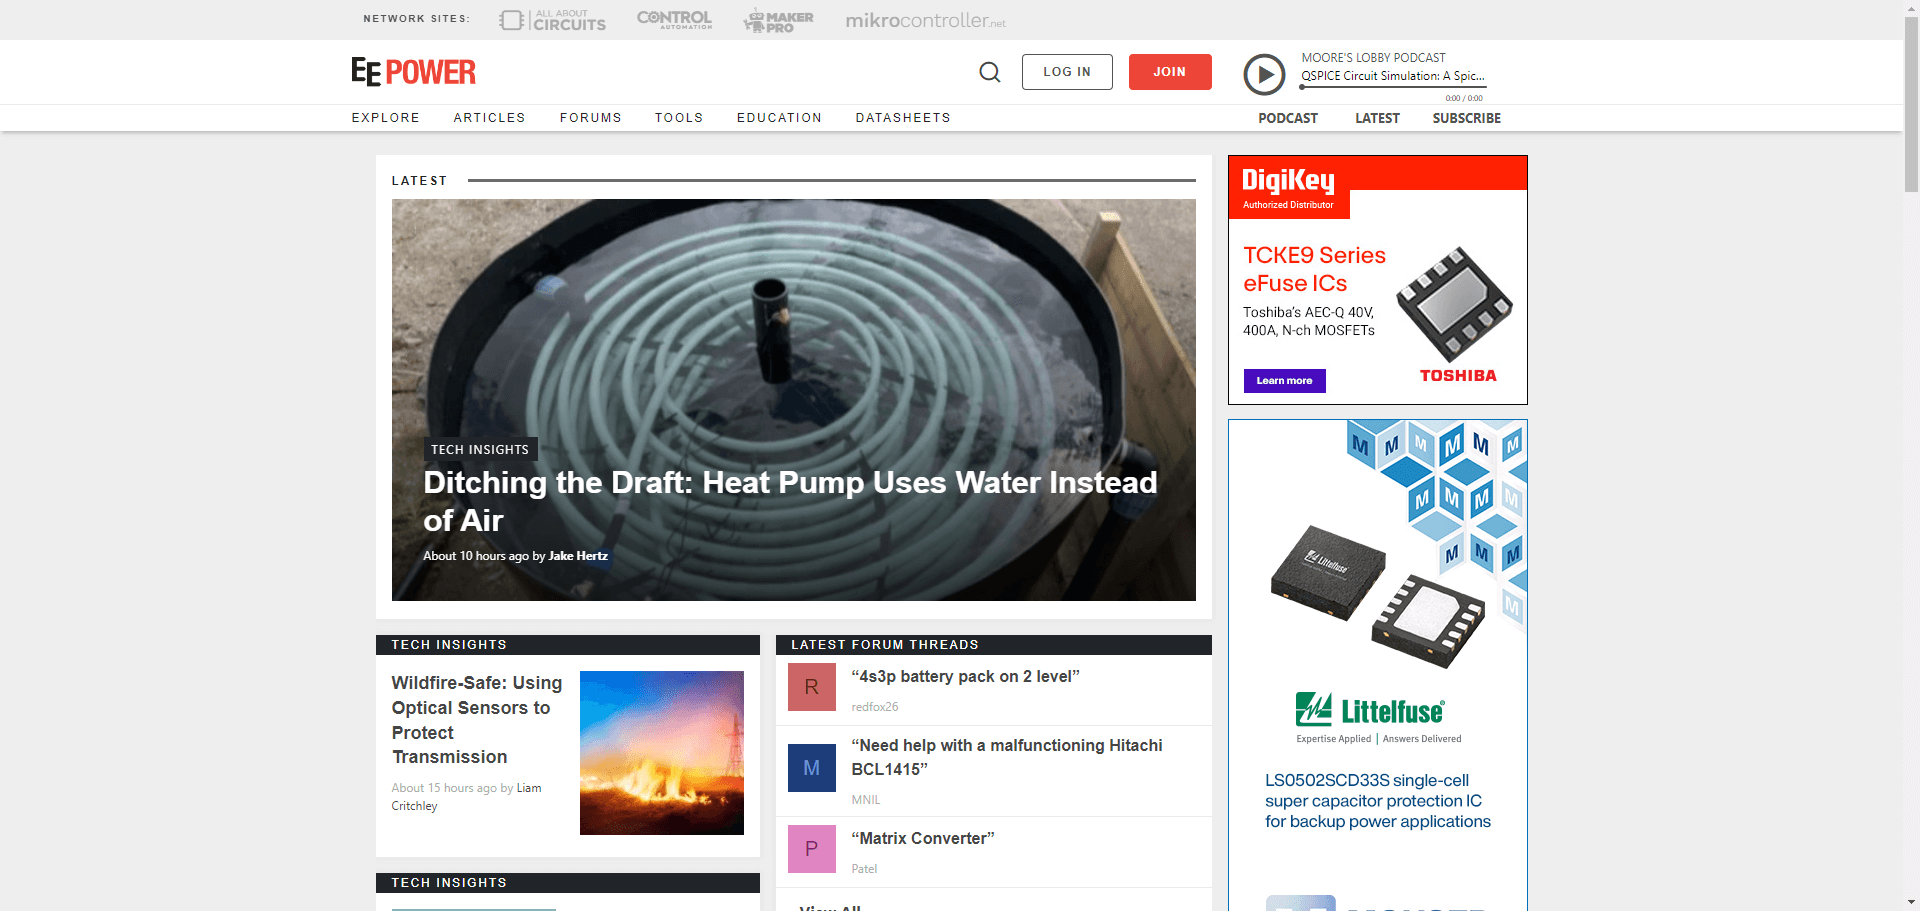 NETWORK SITES:
ALL ABOUT
CIRCUITS
CONTROL
AUTOMATION
MAKER
PRO
mikrocontroller.net
EE POWER
LOG IN
JOIN
MOORE'S LOBBY PODCAST
QSPICE Circuit Simulation: A Spic...
0:00 / 0:00
EXPLORE
ARTICLES
FORUMS
TOOLS
EDUCATION
DATASHEETS
PODCAST
LATEST
SUBSCRIBE
LATEST
TECH INSIGHTS
Ditching the Draft: Heat Pump Uses Water Instead
of Air
About 10 hours ago by Jake Hertz
DigiKey
Authorized Distributor
TCKE9 Series
eFuse ICs
Toshiba's AEC-Q 40V,
400A, N-ch MOSFETs
Learn more
TOSHIBA
TECH INSIGHTS
Wildfire-Safe: Using
Optical Sensors to
Protect
Transmission
About 15 hours ago by Liam
Critchley
TECH INSIGHTS
LATEST FORUM THREADS
R
“4s3p battery pack on 2 level”
redfox26
M
“Need help with a malfunctioning Hitachi
BCL1415”
MNIL
P
“Matrix Converter”
Patel
View All
M M M M M M
M M M M
M M M
M
Littelfuse
Littelfuse
Expertise Applied | Answers Delivered
LS0502SCD33S single-cell
super capacitor protection IC
for backup power applications